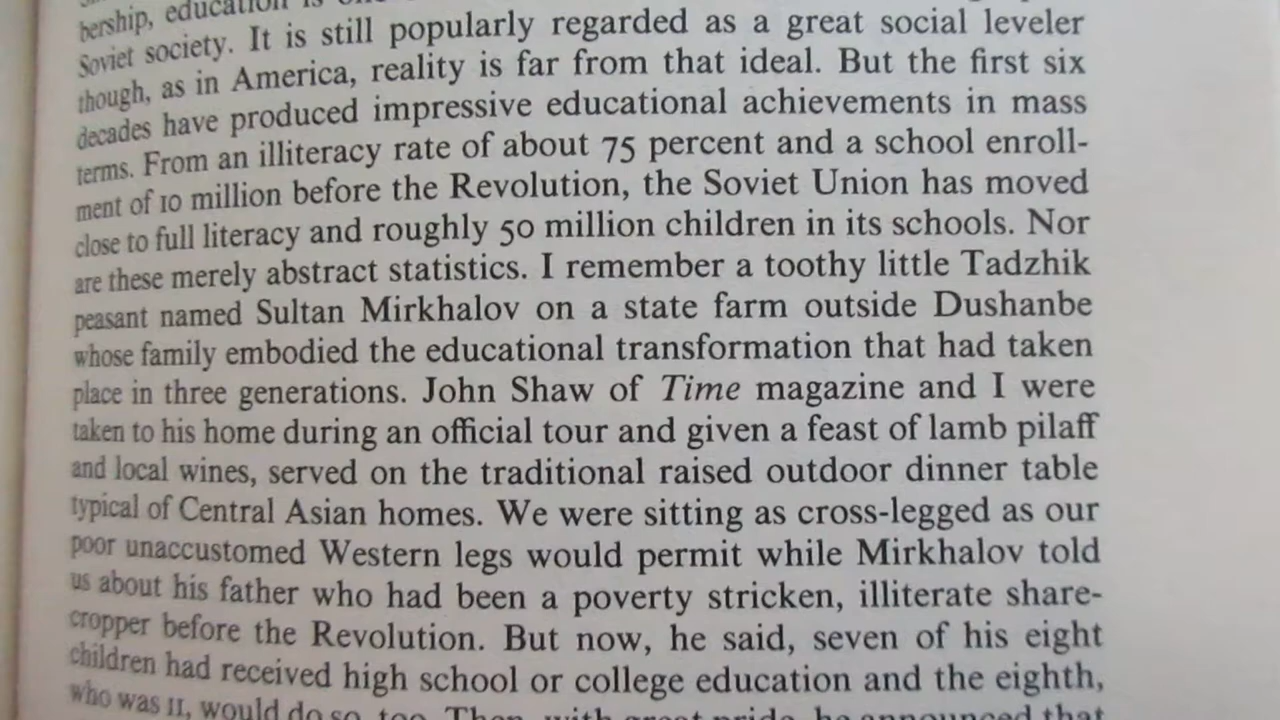 bership, education is
Soviet society. It is still popularly regarded as a great social leveler
though, as in America, reality is far from that ideal. But the first six
decades have produced impressive educational achievements in mass
terms. From an illiteracy rate of about 75 percent and a school enroll-
ment of 10 million before the Revolution, the Soviet Union has moved
close to full literacy and roughly 50 million children in its schools. Nor
are these merely abstract statistics. I remember a toothy little Tadzhik
peasant named Sultan Mirkhalov on a state farm outside Dushanbe
whose family embodied the educational transformation that had taken
place in three generations. John Shaw of Time magazine and I were
taken to his home during an official tour and given a feast of lamb pilaff
and local wines, served on the traditional raised outdoor dinner table
typical of Central Asian homes. We were sitting as cross-legged as our
poor unaccustomed Western legs would permit while Mirkhalov told
us about his father who had been a poverty stricken, illiterate share-
cropper before the Revolution. But now, he said, seven of his eight
children had received high school or college education and the eighth,
who was 11, would do so, too. Then, with great pride, he announced that